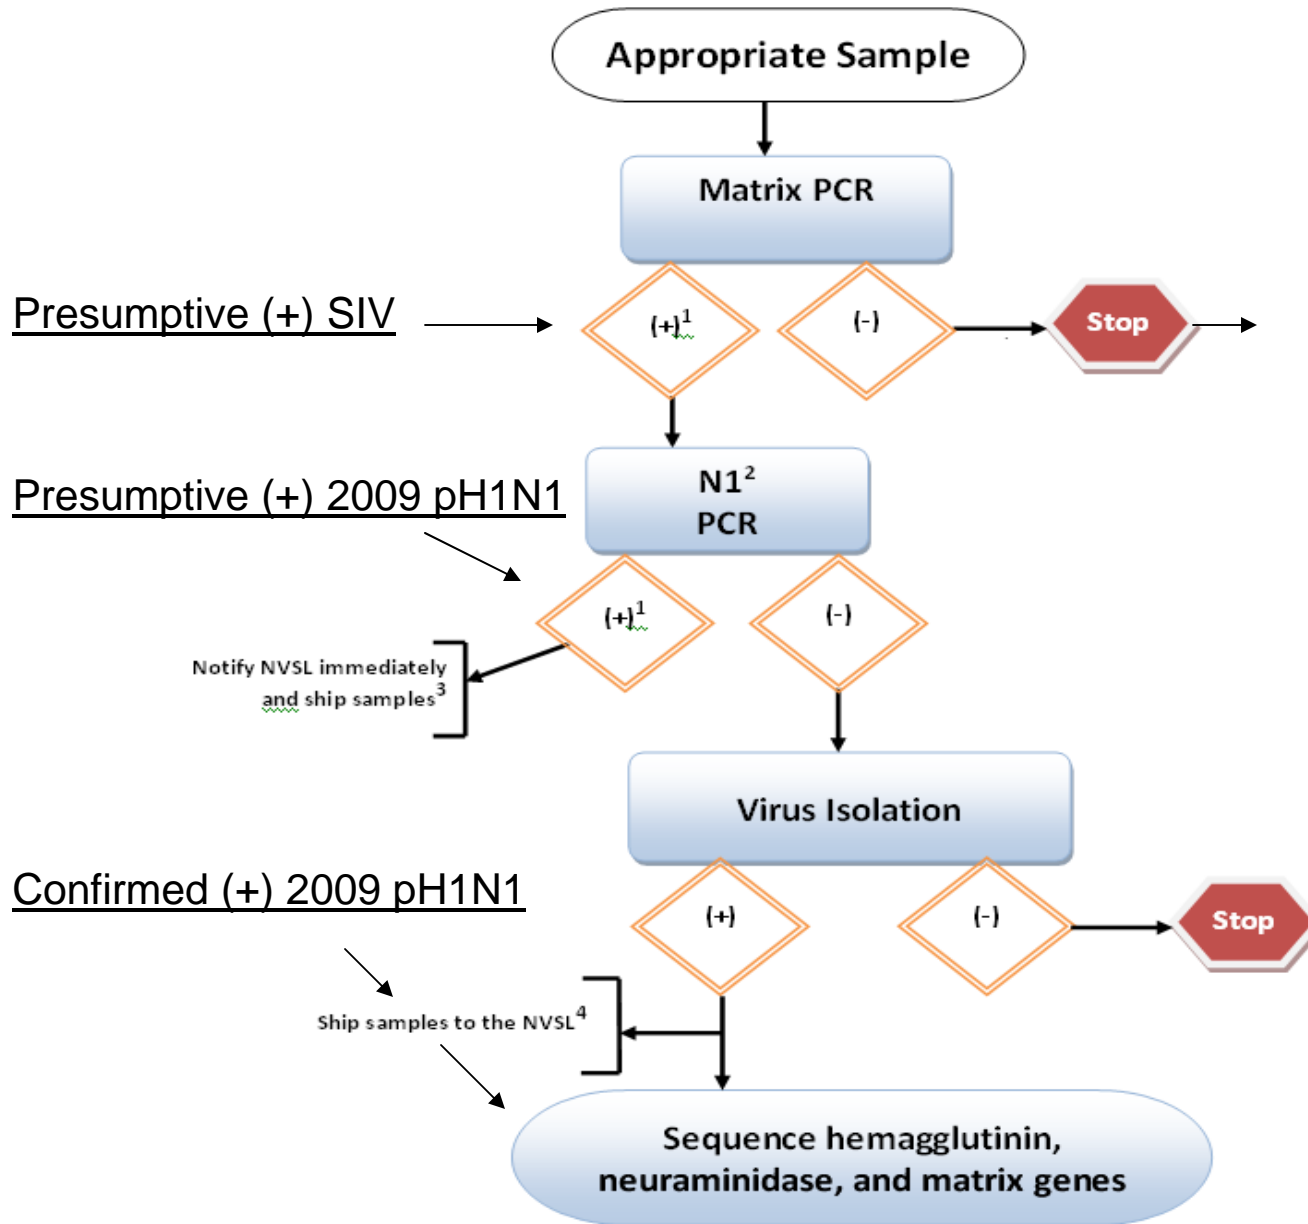 Appropriate Sample
Matrix PCR
Presumptive (+) SIV
(+)¹
(-)
Stop
Presumptive (+) 2009 pH1N1
N1²
PCR
(+)¹
(-)
Notify NVSL immediately
and ship samples³
Virus Isolation
Confirmed (+) 2009 pH1N1
(+)
(-)
Stop
Ship samples to the NVSL⁴
Sequence hemagglutinin,
neuraminidase, and matrix genes